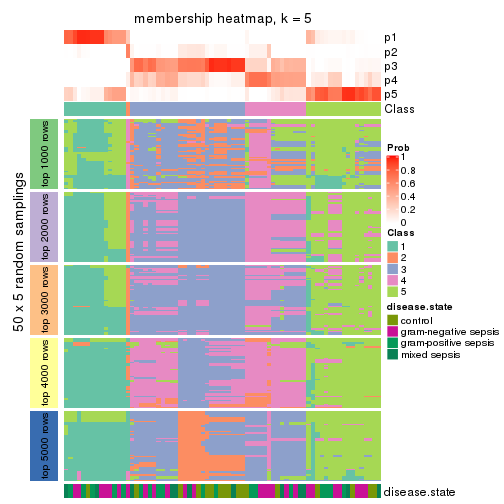 membership heatmap, k = 5
p1
p2
p3
p4
p5
Class
50 x 5 random samplings
top 1000 rows
top 2000 rows
top 3000 rows
top 4000 rows
top 5000 rows
disease.state
Prob
1
0.8
0.6
0.4
0.2
0
Class
1
2
3
4
5
disease.state
control
gram-negative sepsis
gram-positive sepsis
mixed sepsis